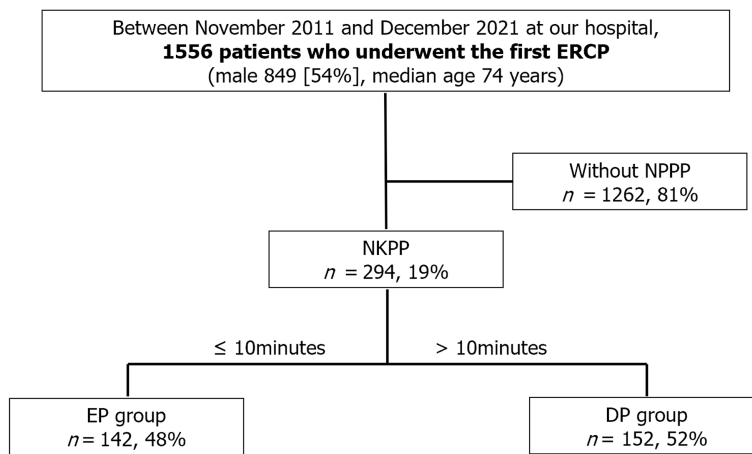 Between November 2011 and December 2021 at our hospital,
1556 patients who underwent the first ERCP
(male 849 [54%], median age 74 years)
Without NPPP
n = 1262, 81%
NKPP
n = 294, 19%
≤ 10minutes
> 10minutes
EP group
n = 142, 48%
DP group
n = 152, 52%